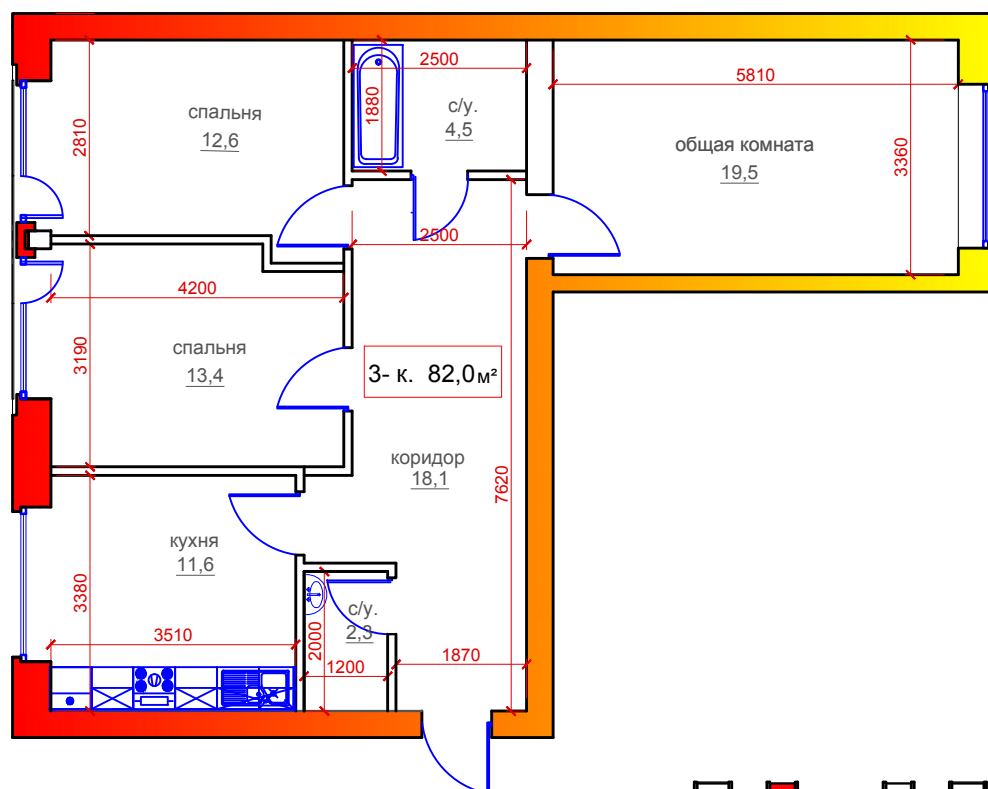 2500
5810
спальня
12,6
с/у.
4,5
1880
2810
общая комната
19,5
3360
2500
4200
спальня
13,4
3190
3- к. 82,0м²
коридор
18,1
7620
кухня
11,6
3380
с/у.
2,3
2000
3510
1200
1870